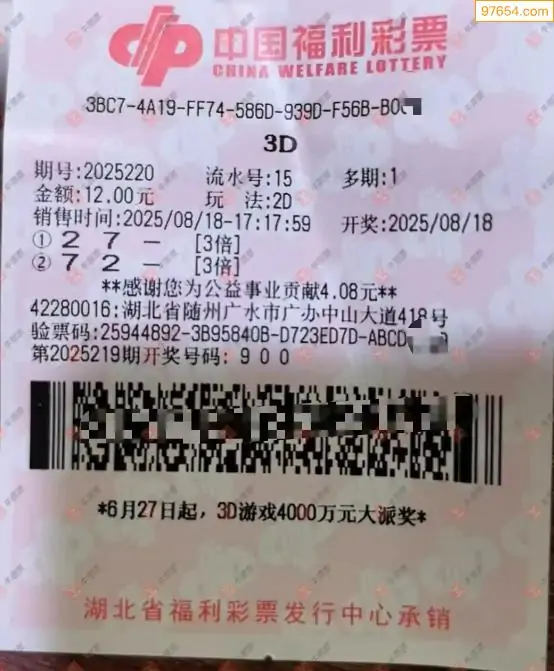 97654.com
中国福利彩票
CHINA WELFARE LOTTERY
3BC7-4A19-FF74-586D-939D-F56B-B0
3D
期号:2025220 流水号:15 多期:1
金额:12.00元 玩 法:2D
销售时间:2025/08/18-17:17:59 开奖:2025/08/18
① 2 7 — [3倍]
② 7 2 — [3倍]
**感谢您为公益事业贡献4.08元**
42280016:湖北省随州广水市广办中山大道418号
验票码:25944892-3B95840B-D723ED7D-ABCD
第2025219期开奖号码: 9 0 0
*6月27日起，3D游戏4000万元大派奖*
湖北省福利彩票发行中心承销